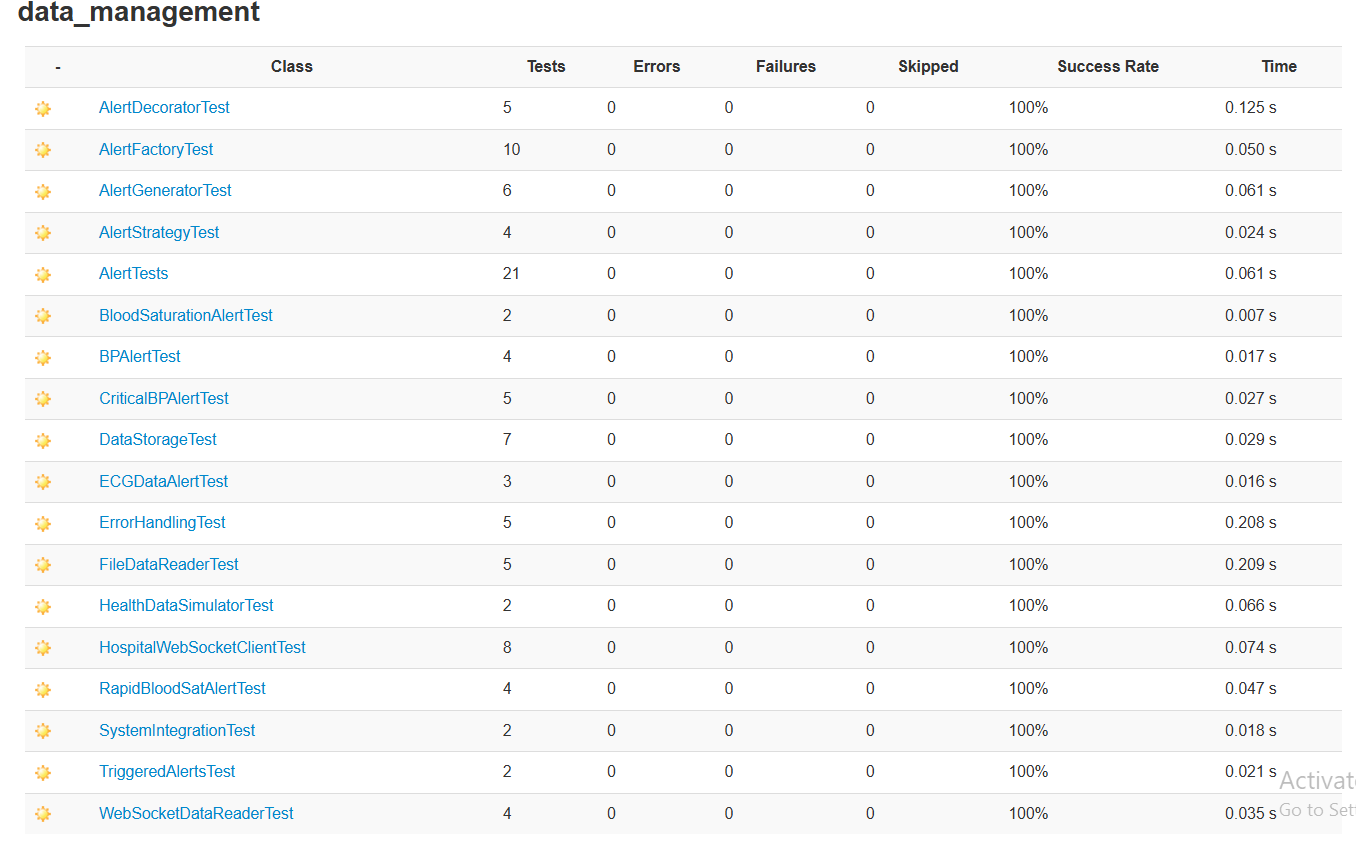 data_management
- Class Tests Errors Failures Skipped Success Rate Time
AlertDecoratorTest 5 0 0 0 100% 0.125 s
AlertFactoryTest 10 0 0 0 100% 0.050 s
AlertGeneratorTest 6 0 0 0 100% 0.061 s
AlertStrategyTest 4 0 0 0 100% 0.024 s
AlertTests 21 0 0 0 100% 0.061 s
BloodSaturationAlertTest 2 0 0 0 100% 0.007 s
BPAlertTest 4 0 0 0 100% 0.017 s
CriticalBPAlertTest 5 0 0 0 100% 0.027 s
DataStorageTest 7 0 0 0 100% 0.029 s
ECGDataAlertTest 3 0 0 0 100% 0.016 s
ErrorHandlingTest 5 0 0 0 100% 0.208 s
FileDataReaderTest 5 0 0 0 100% 0.209 s
HealthDataSimulatorTest 2 0 0 0 100% 0.066 s
HospitalWebSocketClientTest 8 0 0 0 100% 0.074 s
RapidBloodSatAlertTest 4 0 0 0 100% 0.047 s
SystemIntegrationTest 2 0 0 0 100% 0.018 s
TriggeredAlertsTest 2 0 0 0 100% 0.021 s
Activat
WebSocketDataReaderTest 4 0 0 0 100% 0.035 s
Go to Set